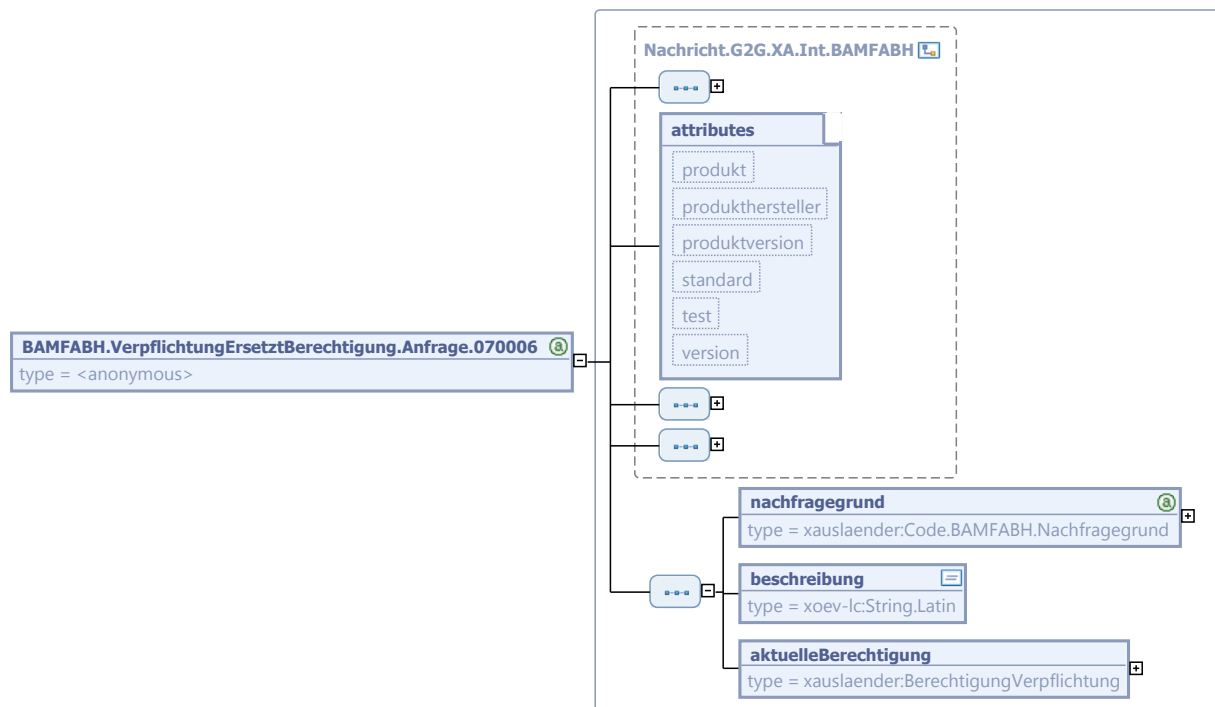 Nachricht.G2G.XA.Int.BAMFABH
attributes
produkt
produkthersteller
produktversion
standard
test
version
BAMFABH.VerpflichtungErsetztBerechtigung.Anfrage.070006
type = <anonymous>
nachfragegrund
type = xauslaender:Code.BAMFABH.Nachfragegrund
beschreibung
type = xoev-lc:String.Latin
aktuelleBerechtigung
type = xauslaender:BerechtigungVerpflichtung